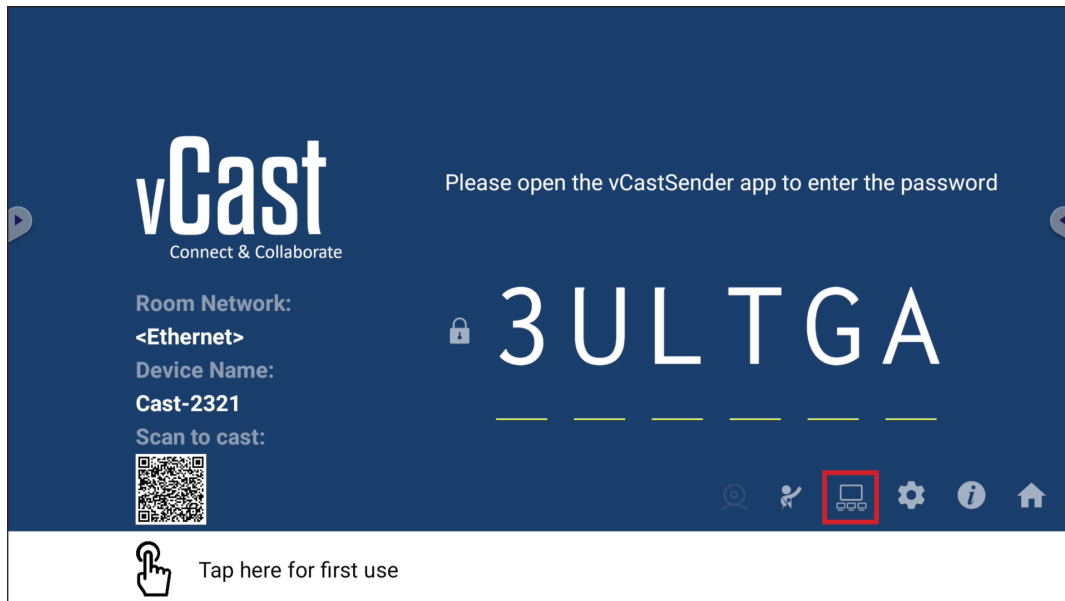 vCast
Connect & Collaborate
Please open the vCastSender app to enter the password
Room Network:
<Ethernet>
Device Name:
Cast-2321
Scan to cast:
3ULTGA
Tap here for first use